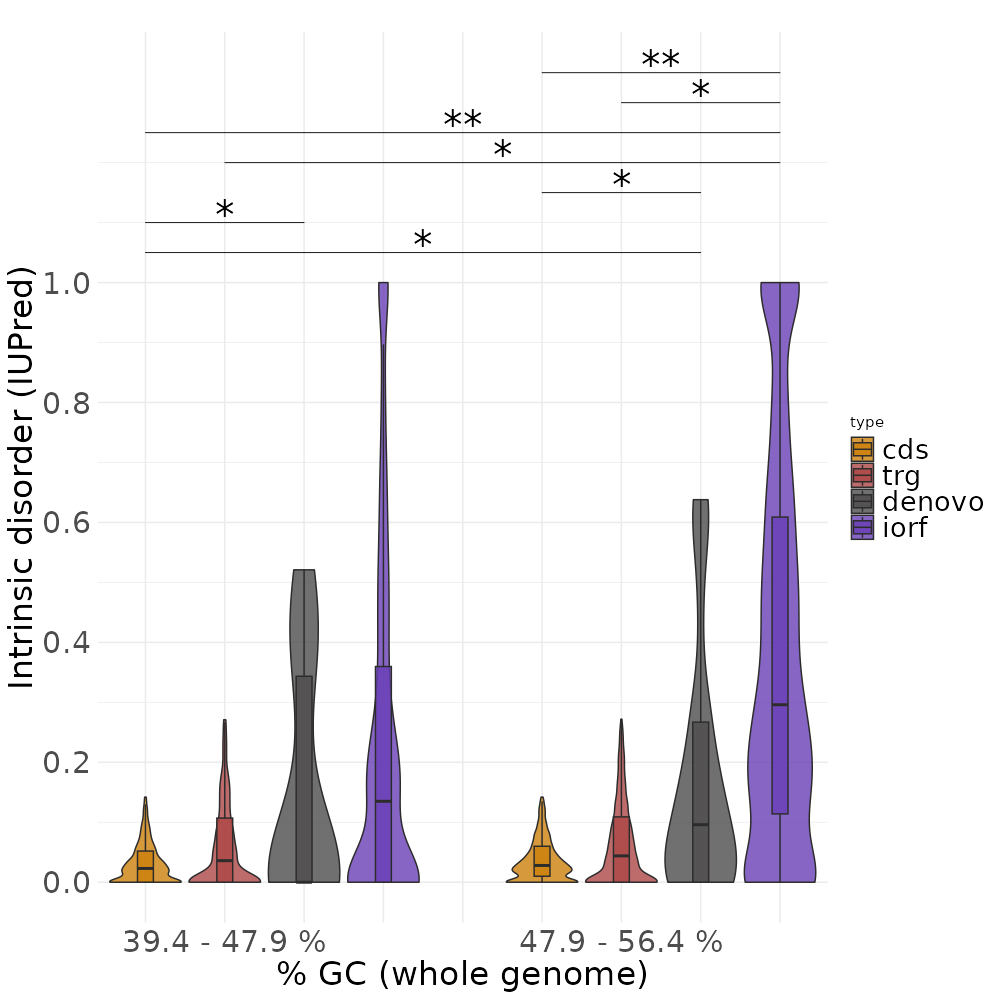 **
*
**
*
*
*
*
Intrinsic disorder (IUPred)
1.0
0.8
0.6
0.4
0.2
0.0
39.4 - 47.9 %
47.9 - 56.4 %
% GC (whole genome)
type
cds
trg
denovo
iorf